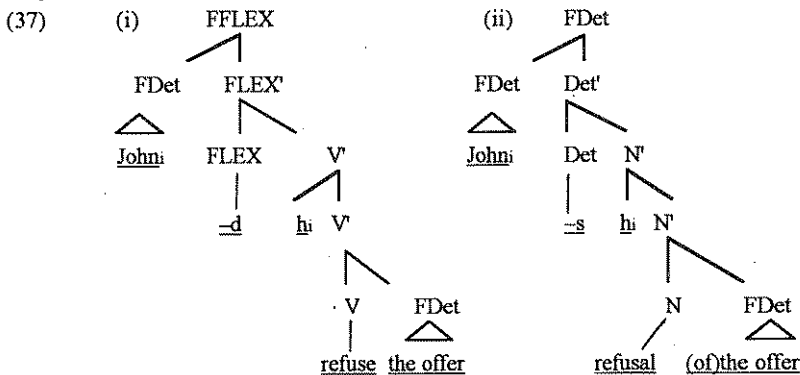 (37) (i) FFLEX (ii) FDet
FDet FLEX' FDet Det'
Johni FLEX V' Johni Det N'
–d hi V' –s hi N'
V FDet N FDet
refuse the offer refusal (of)the offer